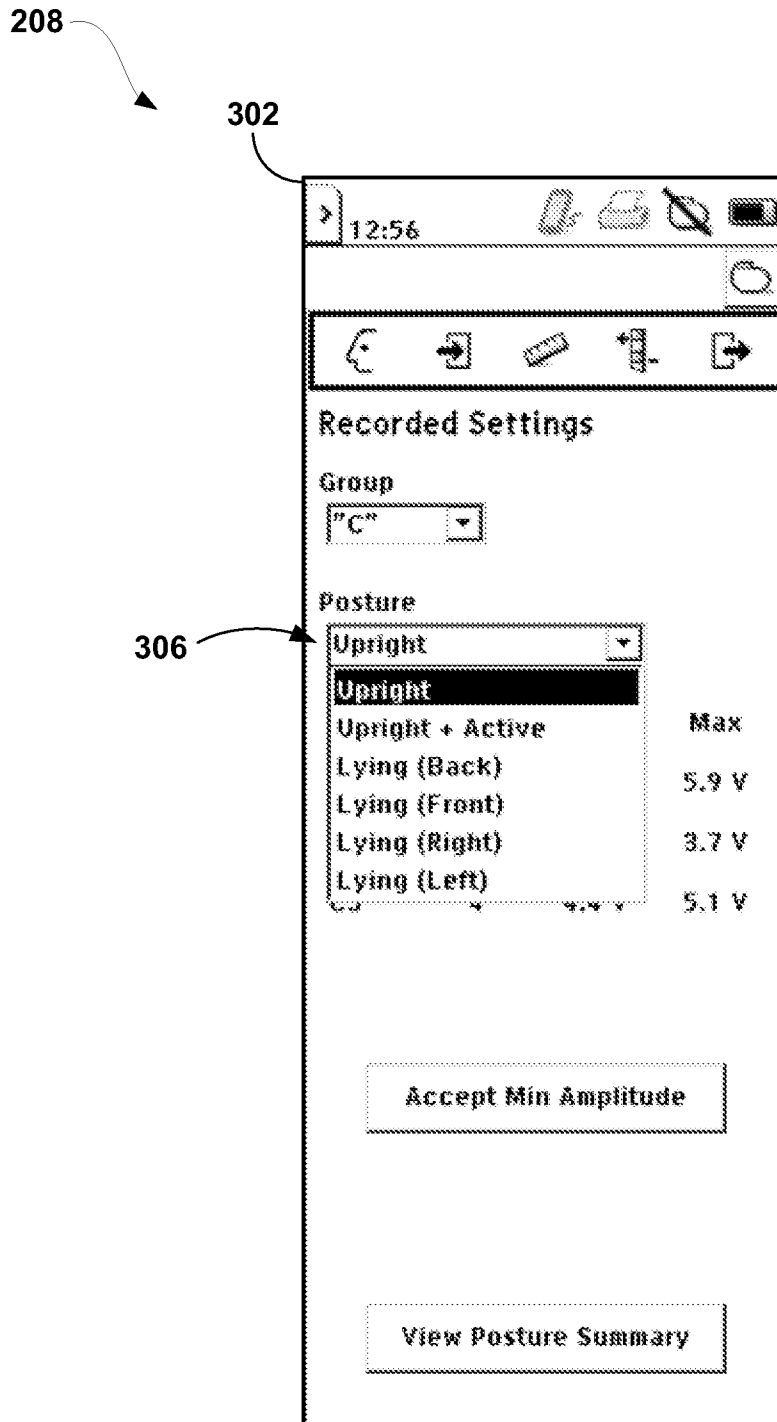 208
302
12:56
Recorded Settings
Group
"C"
Posture
306
Upright
Upright
Upright + Active
Max
Lying (Back)
5.9 V
Lying (Front)
Lying (Right)
3.7 V
Lying (Left)
5.1 V
Accept Min Amplitude
View Posture Summary